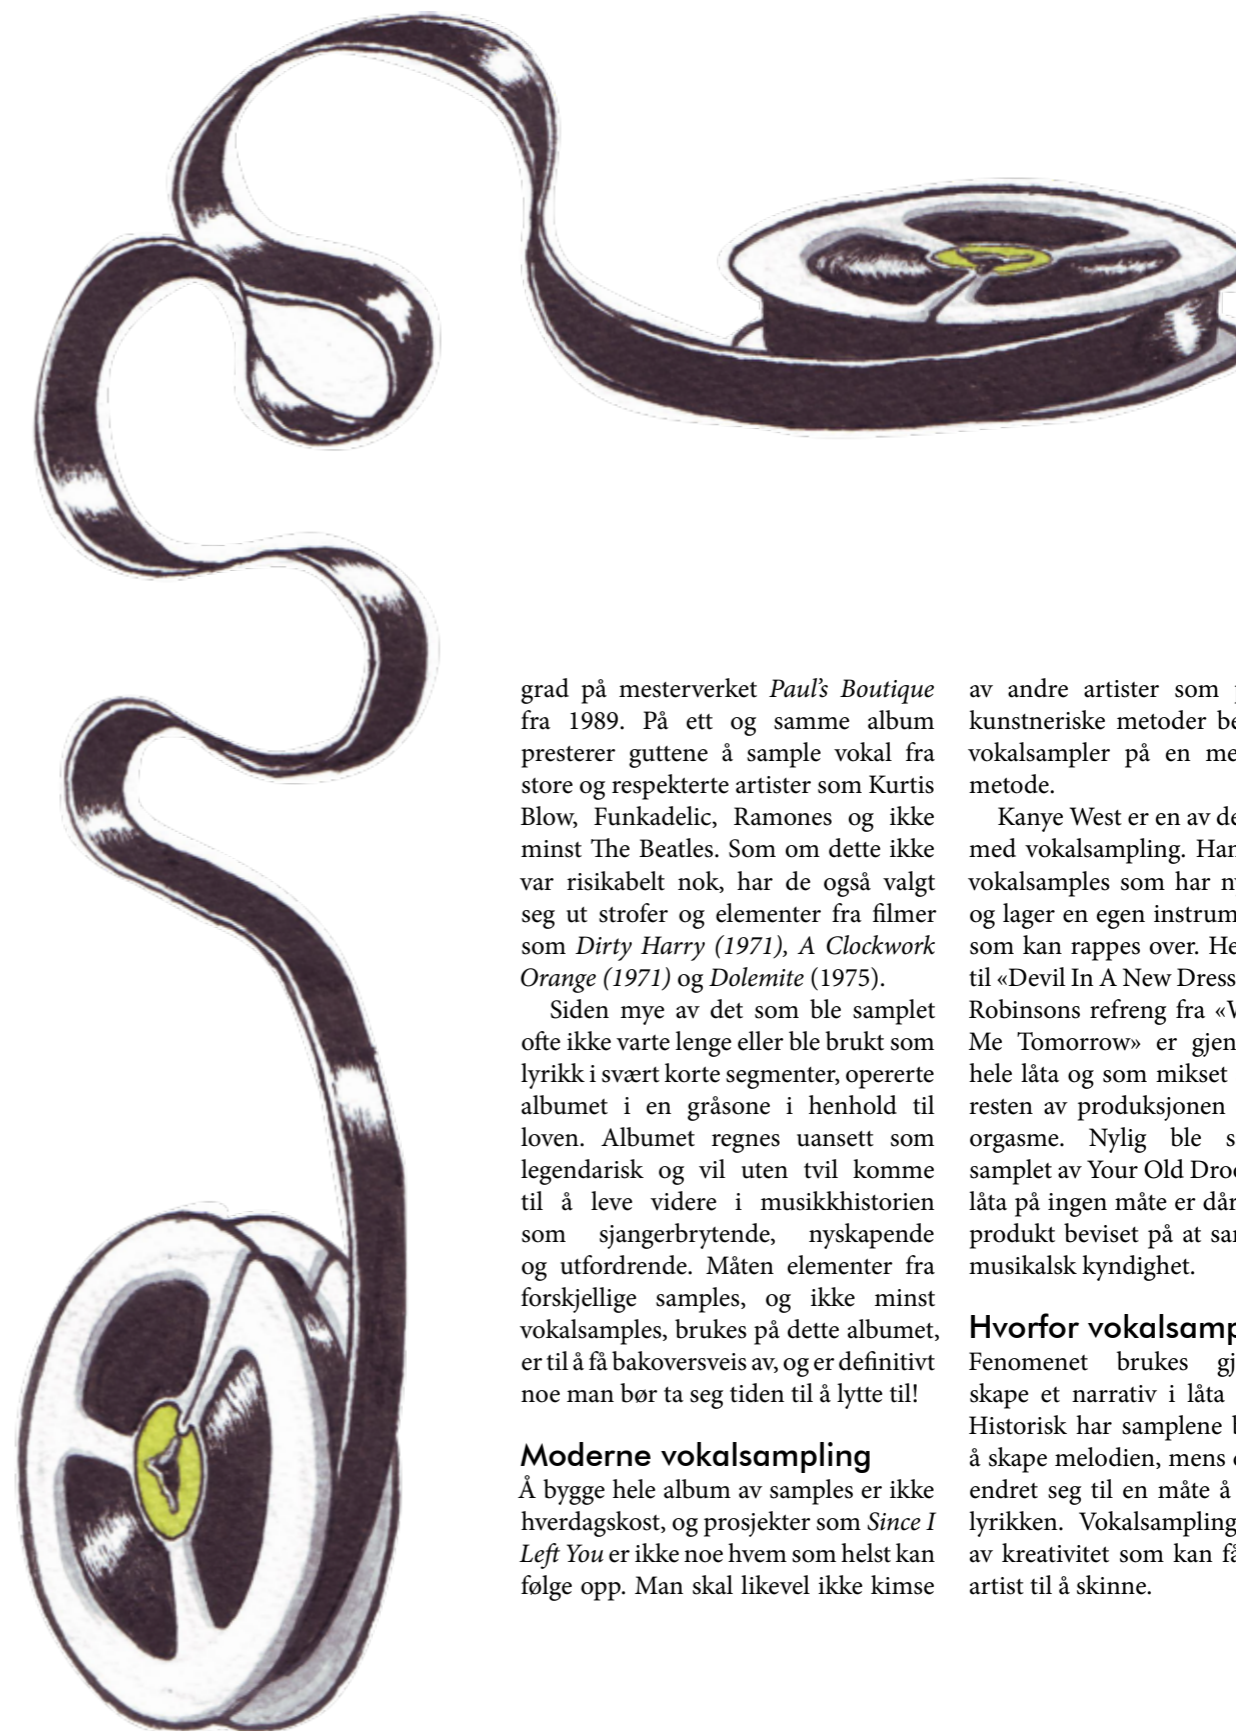 grad på mesterverket Paul's Boutique
fra 1989. På ett og samme album
presterer guttene å sample vokal fra
store og respekterte artister som Kurtis
Blow, Funkadelic, Ramones og ikke
minst The Beatles. Som om dette ikke
var risikabelt nok, har de også valgt
seg ut strofer og elementer fra filmer
som Dirty Harry (1971), A Clockwork
Orange (1971) og Dolemite (1975).
Siden mye av det som ble samplet
ofte ikke varte lenge eller ble brukt som
lyrikk i svært korte segmenter, opererte
albumet i en gråsone i henhold til
loven. Albumet regnes uansett som
legendarisk og vil uten tvil komme
til å leve videre i musikkhistorien
som sjangerbrytende, nyskapende
og utfordrende. Måten elementer fra
forskjellige samples, og ikke minst
vokalsamples, brukes på dette albumet,
er til å få bakoversveis av, og er definitivt
noe man bør ta seg tiden til å lytte til!
Moderne vokalsampling
Å bygge hele album av samples er ikke
hverdagskost, og prosjekter som Since I
Left You er ikke noe hvem som helst kan
følge opp. Man skal likevel ikke kimse
av andre artister som
kunstneriske metoder
vokalsampler på en
metode.
Kanye West er en av
med vokalsampling. Han
vokalsamples som har
og lager en egen
som kan rappes over.
til «Devil In A New Dress
Robinsons refreng fra
Me Tomorrow» er
hele låta og som mikset
resten av produksjonen
orgasme. Nylig ble
samplet av Your Old
låta på ingen måte er
produkt beviset på at
musikalsk kyndighet.
Hvorfor
Fenomenet brukes
skape et narrativ i låta
Historisk har samplene
å skape melodien, mens
endret seg til en måte å
lyrikken. Vokalsampling
av kreativitet som kan
artist til å skinne.